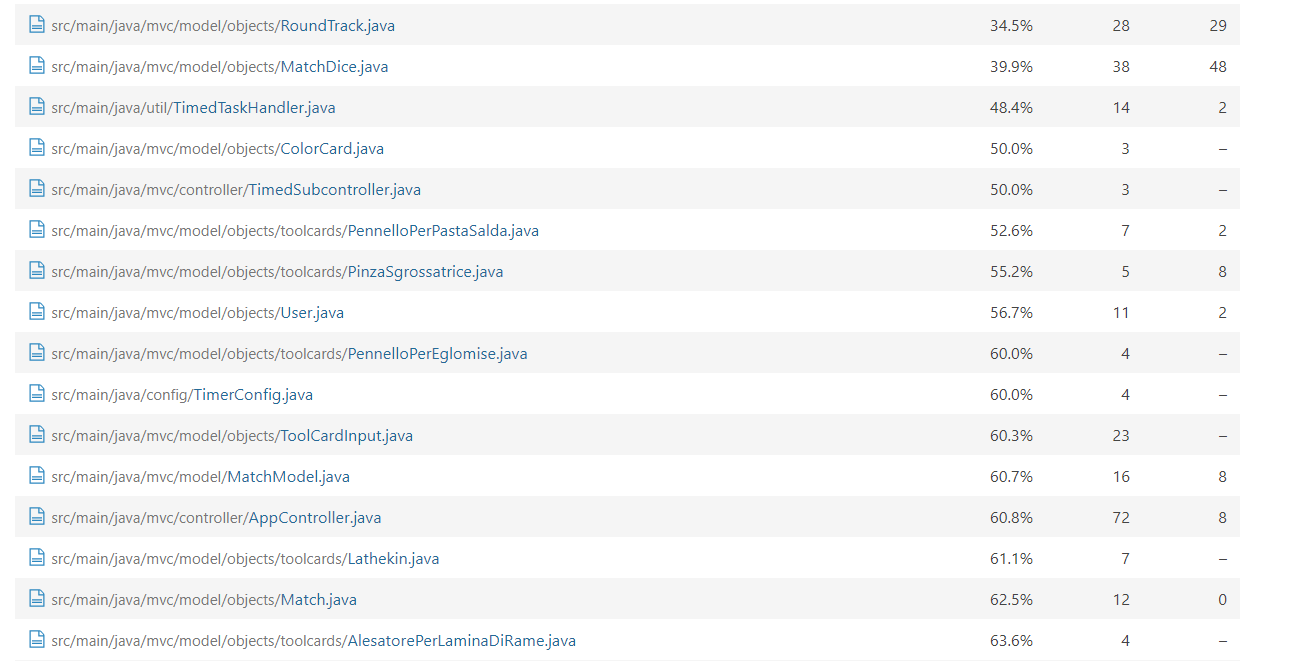 src/main/java/mvc/model/objects/RoundTrack.java 34.5% 28 29
src/main/java/mvc/model/objects/MatchDice.java 39.9% 38 48
src/main/java/util/TimedTaskHandler.java 48.4% 14 2
src/main/java/mvc/model/objects/ColorCard.java 50.0% 3 –
src/main/java/mvc/controller/TimedSubcontroller.java 50.0% 3 –
src/main/java/mvc/model/objects/toolcards/PennelloPerPastaSalda.java 52.6% 7 2
src/main/java/mvc/model/objects/toolcards/PinzaSgrossatrice.java 55.2% 5 8
src/main/java/mvc/model/objects/User.java 56.7% 11 2
src/main/java/mvc/model/objects/toolcards/PennelloPerEglomise.java 60.0% 4 –
src/main/java/config/TimerConfig.java 60.0% 4 –
src/main/java/mvc/model/objects/ToolCardInput.java 60.3% 23 –
src/main/java/mvc/model/MatchModel.java 60.7% 16 8
src/main/java/mvc/controller/AppController.java 60.8% 72 8
src/main/java/mvc/model/objects/toolcards/Lathekin.java 61.1% 7 –
src/main/java/mvc/model/objects/Match.java 62.5% 12 0
src/main/java/mvc/model/objects/toolcards/AlesatorePerLaminaDiRame.java 63.6% 4 –